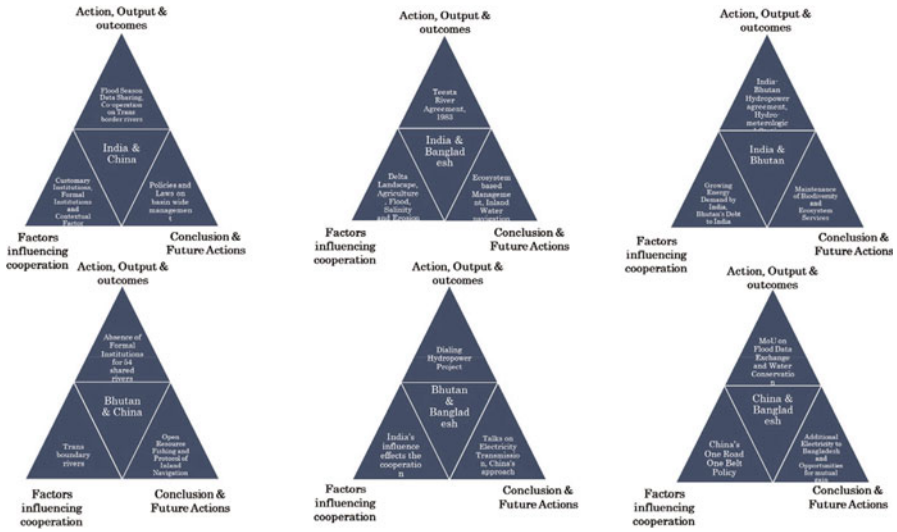 Action, Output &
outcomes
Flood Season
Data Sharing,
Co-operation
on Trans
border rivers
India &
China
Customary
Institutions,
Formal
Institutions
and
Contextual
Factor
Policies and
Laws on
basin wide
managemen
t
Factors
influencing
cooperation
Conclusion &
Future Actions
Action, Output &
outcomes
Teesta
River
Agreement,
1983
India &
Banglad
esh
Delta
Landscape,
Agriculture
, Flood,
Salinity
and Erosion
Ecosystem
based
Manageme
nt, Inland
Water
navigation
Factors
influencing
cooperation
Conclusion &
Future Actions
Action, Output &
outcomes
India-
Bhutan
Hydropower
agreement,
Hydro-
meterologic
India &
Bhutan
Growing
Energy
Demand by
India,
Bhutan's Debt
to India
Maintenance of
Biodiversity and
Ecosystem
Services
Factors
influencing
cooperation
Conclusion &
Future Actions
Action, Output &
outcomes
Absence of
Formal
Institutions
for 54
shared
rivers
Bhutan
& China
Trans
boundary
rivers
Open
Resource
Fishing and
Protocol of
Inland
Navigation
Factors
influencing
cooperation
Conclusion &
Future Actions
Action, Output &
outcomes
Dialing
Hydropower
Project
Bhutan
&
Banglad
esh
India's
influence
effects the
cooperatio
n
Talks on
Electricity
Transmissio
n, China's
approach
Factors
influencing
cooperation
Conclusion &
Future Actions
Action, Output &
outcomes
MoU on
Flood Data
Exchange
and Water
Conservatio
n
China &
Banglad
esh
China's
One Road
One Belt
Policy
Additional
Electricity to
Bangladesh
and
Opportunities
for mutual
gain
Factors
influencing
cooperation
Conclusion &
Future Actions